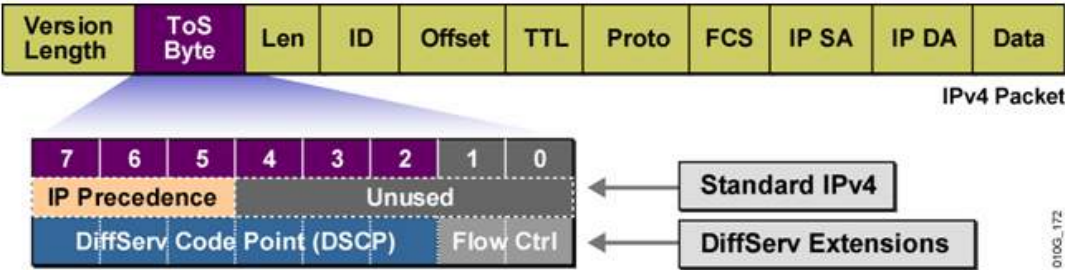 Version Length ToS Byte Len ID Offset TTL Proto FCS IP SA IP DA Data
IPv4 Packet
7 6 5 4 3 2 1 0
IP Precedence Unused
Standard IPv4
DiffServ Code Point (DSCP) Flow Ctrl
DiffServ Extensions
010G_172